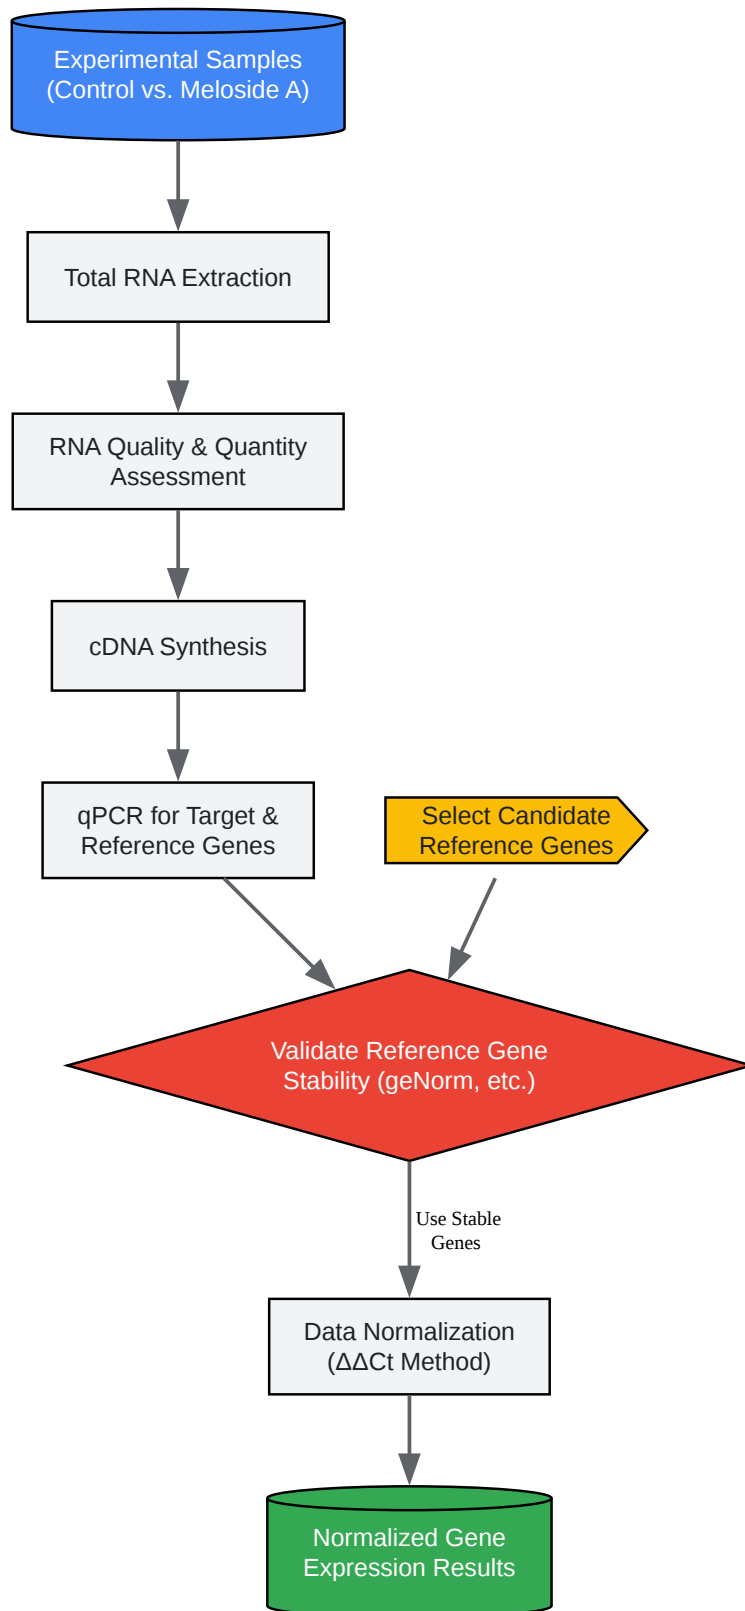 Experimental Samples
(Control vs. Meloside A)
Total RNA Extraction
RNA Quality & Quantity
Assessment
cDNA Synthesis
qPCR for Target &
Reference Genes
Select Candidate
Reference Genes
Validate Reference Gene
Stability (geNorm, etc.)
Use Stable
Genes
Data Normalization
(ΔΔCt Method)
Normalized Gene
Expression Results